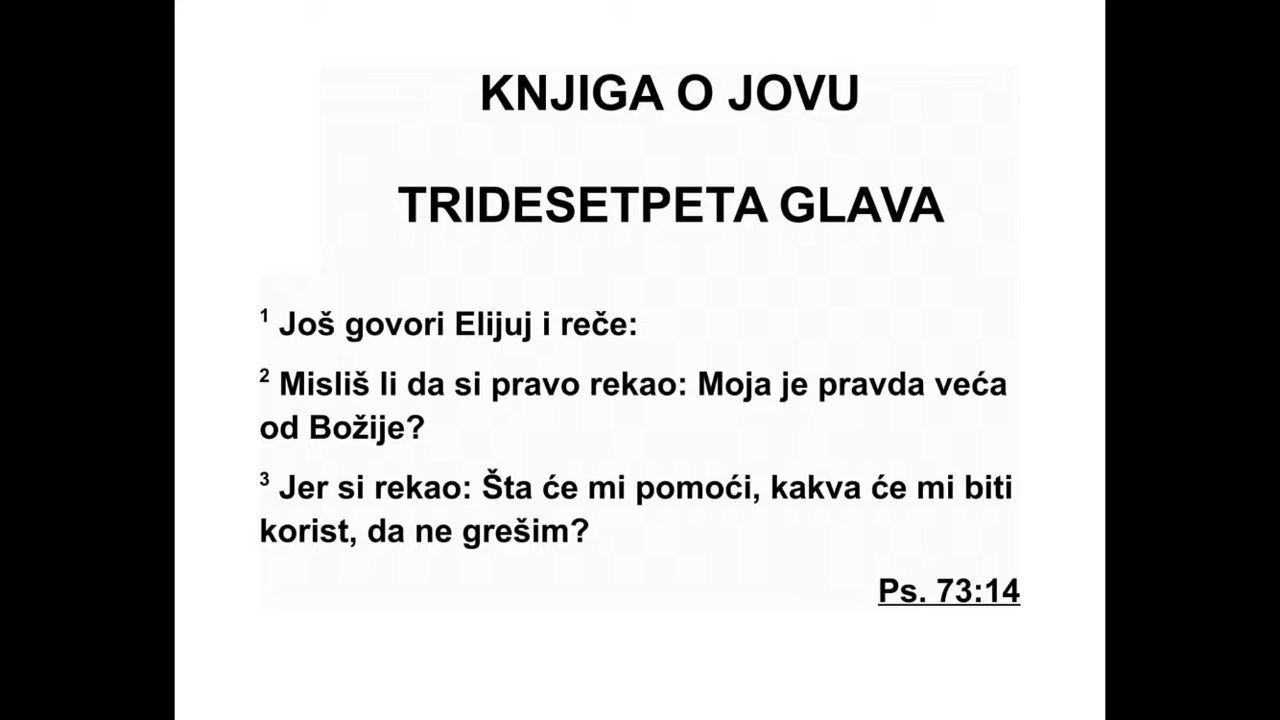 KNJIGA O JOVU
TRIDESETPETA GLAVA
1 Još govori Elijuj i reče:
2 Misliš li da si pravo rekao: Moja je pravda veća
od Božije?
3 Jer si rekao: Šta će mi pomoći, kakva će mi biti
korist, da ne grešim?
Ps. 73:14